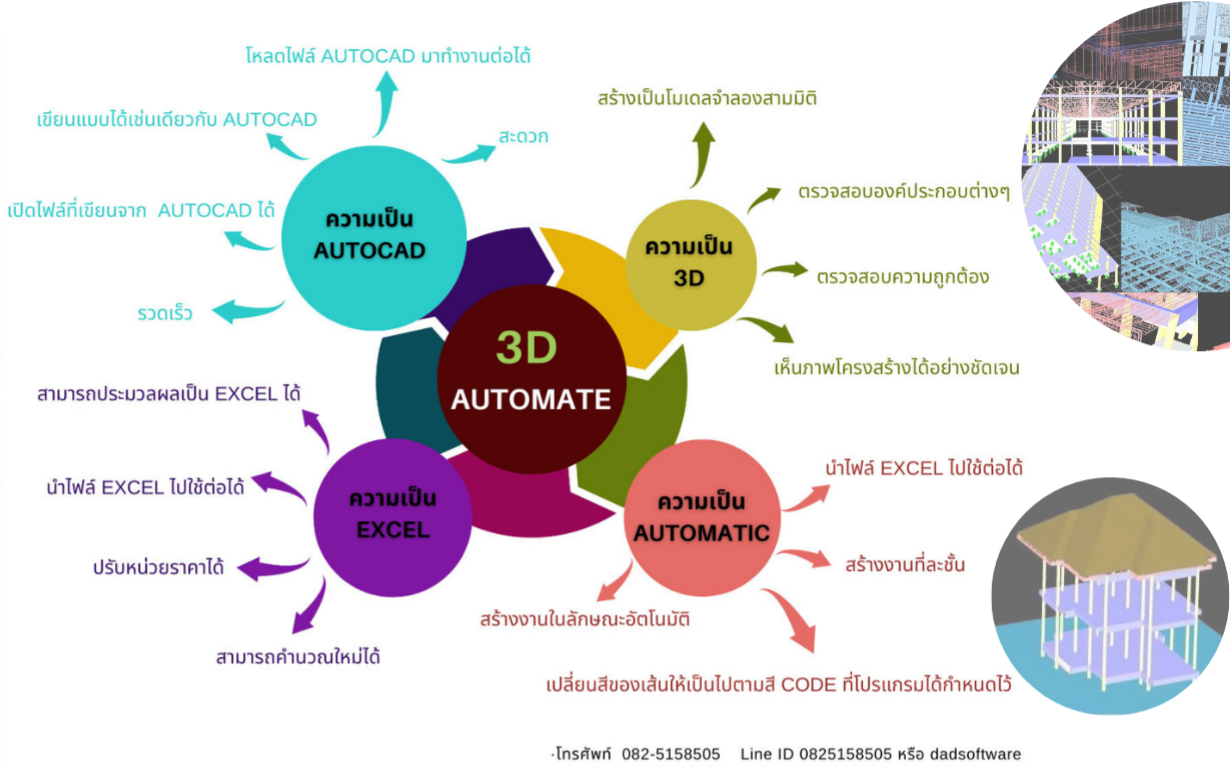 โหลดไฟล์ AUTOCAD มาทำงานต่อได้
เขียนแบบได้เช่นเดียวกับ AUTOCAD
สะดวก
เปิดไฟล์ที่เขียนจาก AUTOCAD ได้
รวดเร็ว
ความเป็น
AUTOCAD
สร้างเป็นโมเดลจำลองสามมิติ
ตรวจสอบองค์ประกอบต่างๆ
ตรวจสอบความถูกต้อง
เห็นภาพโครงสร้างได้อย่างชัดเจน
ความเป็น
3D
3D
AUTOMATE
สามารถประมวลผลเป็น EXCEL ได้
นำไฟล์ EXCEL ไปใช้ต่อได้
ปรับหน่วยราคาได้
สามารถคำนวณใหม่ได้
ความเป็น
EXCEL
ความเป็น
AUTOMATIC
นำไฟล์ EXCEL ไปใช้ต่อได้
สร้างงานที่ละชั้น
สร้างงานในลักษณะอัตโนมัติ
เปลี่ยนสีของเส้นให้เป็นไปตามสี CODE ที่โปรแกรมได้กำหนดไว้
·โทรศัพท์ 082-5158505 Line ID 0825158505 หรือ dadsoftware